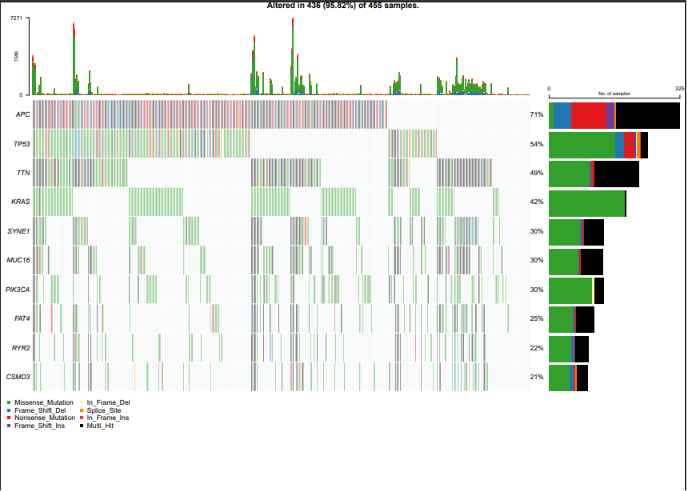 Altered in 436 (95.82%) of 455 samples.
7271
TMB
0
0
No. of samples
325
APC 71%
TP53 54%
TTN 49%
KRAS 42%
SYNE1 30%
MUC16 30%
PIK3CA 30%
FAT4 25%
RYR2 22%
CSMD3 21%
Missense_Mutation In_Frame_Del
Frame_Shift_Del Splice_Site
Nonsense_Mutation In_Frame_Ins
Frame_Shift_Ins Multi_Hit